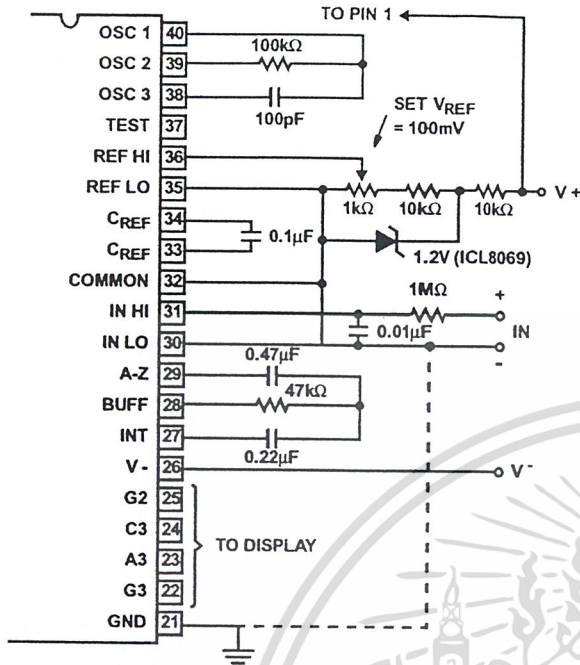 TO PIN 1
OSC 1 40
100kΩ
OSC 2 39
OSC 3 38
100pF
SET VREF
= 100mV
TEST 37
REF HI 36
REF LO 35
1kΩ 10kΩ 10kΩ V +
CREF 34
0.1µF
1.2V (ICL8069)
CREF 33
COMMON 32
1MΩ
IN HI 31
+
0.01µF
IN
IN LO 30
-
0.47µF
A-Z 29
47kΩ
BUFF 28
INT 27
0.22µF
V - 26
V -
G2 25
C3 24
TO DISPLAY
A3 23
G3 22
GND 21